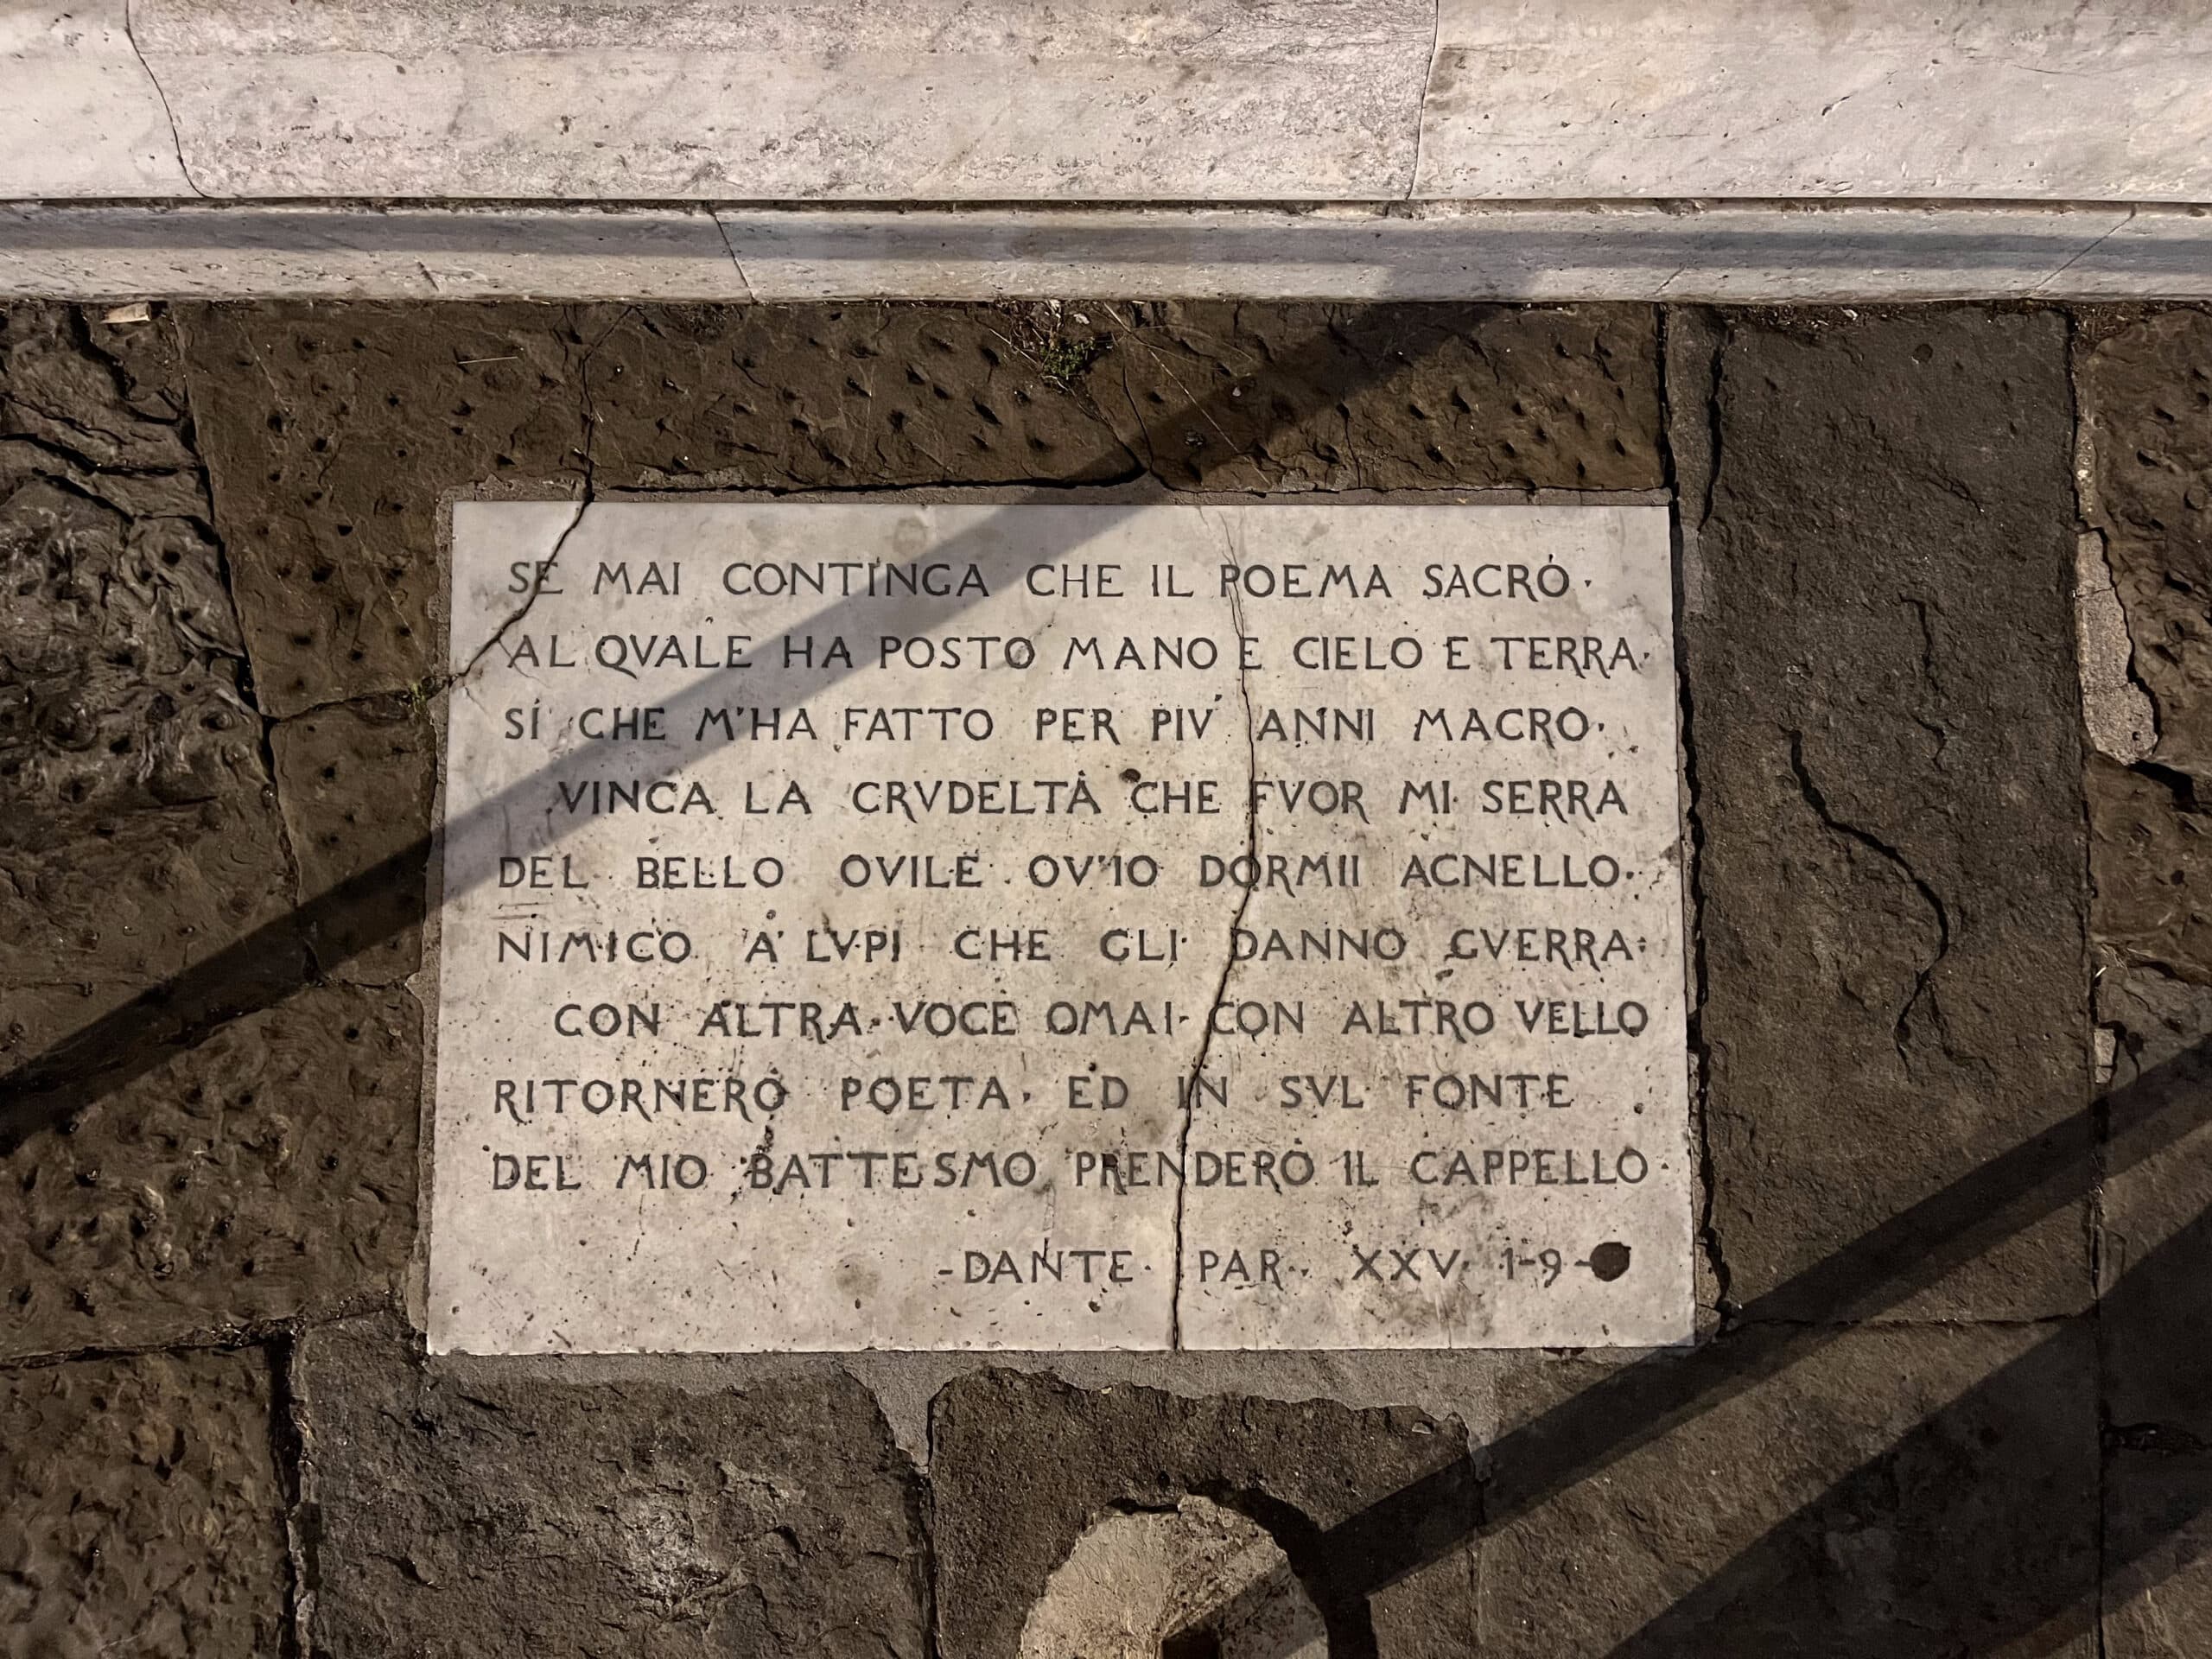 SE MAI CONTINGA CHE IL POEMA SACRO·
AL QVALE HA POSTO MANO E CIELO E TERRA·
SÍ CHE M'HA FATTO PER PIV' ANNI MACRO·
VINCA LA CRVDELTÀ CHE FVOR MI SERRA
DEL BELLO OVILE OV'IO DORMII AGNELLO·
NIMICO A' LVPI CHE GLI DANNO GVERRA:
CON ALTRA VOCE OMAI· CON ALTRO VELLO
RITORNERÒ POETA· ED IN SVL FONTE
DEL MIO BATTESMO PRENDERÒ IL CAPPELLO·
-DANTE· PAR· XXV· 1-9-